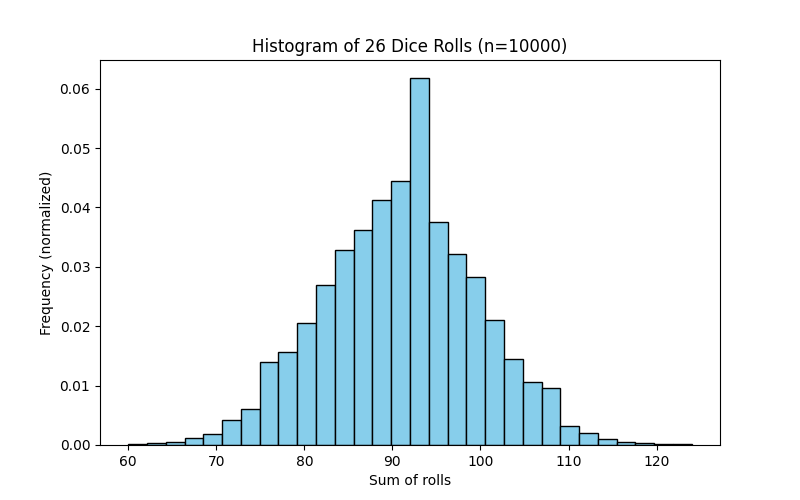 Histogram of 26 Dice Rolls (n=10000)
Frequency (normalized)
0.06
0.05
0.04
0.03
0.02
0.01
0.00
60 70 80 90 100 110 120
Sum of rolls